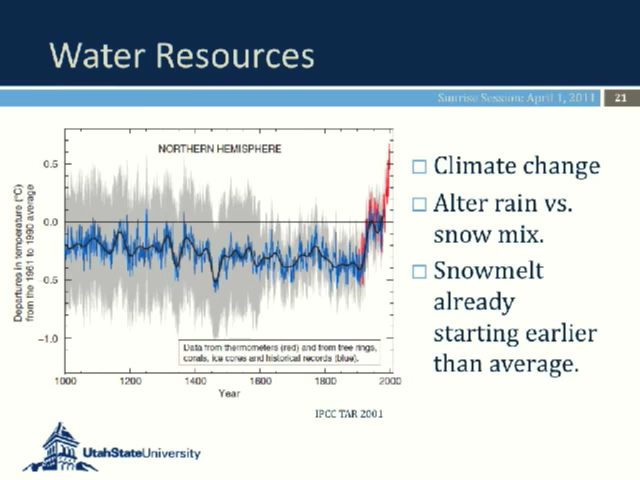 Water Resources
Sunrise Session: April 1, 2011
21
NORTHERN HEMISPHERE
Departures in temperature (°C)
from the 1961 to 1990 average
0.5
0.0
−0.5
−1.0
Data from thermometers (red) and from tree rings,
corals, ice cores and historical records (blue).
1000 1200 1400 1600 1800 2000
Year
IPCC TAR 2001
Climate change
Alter rain vs.
snow mix.
Snowmelt
already
starting earlier
than average.
UtahStateUniversity